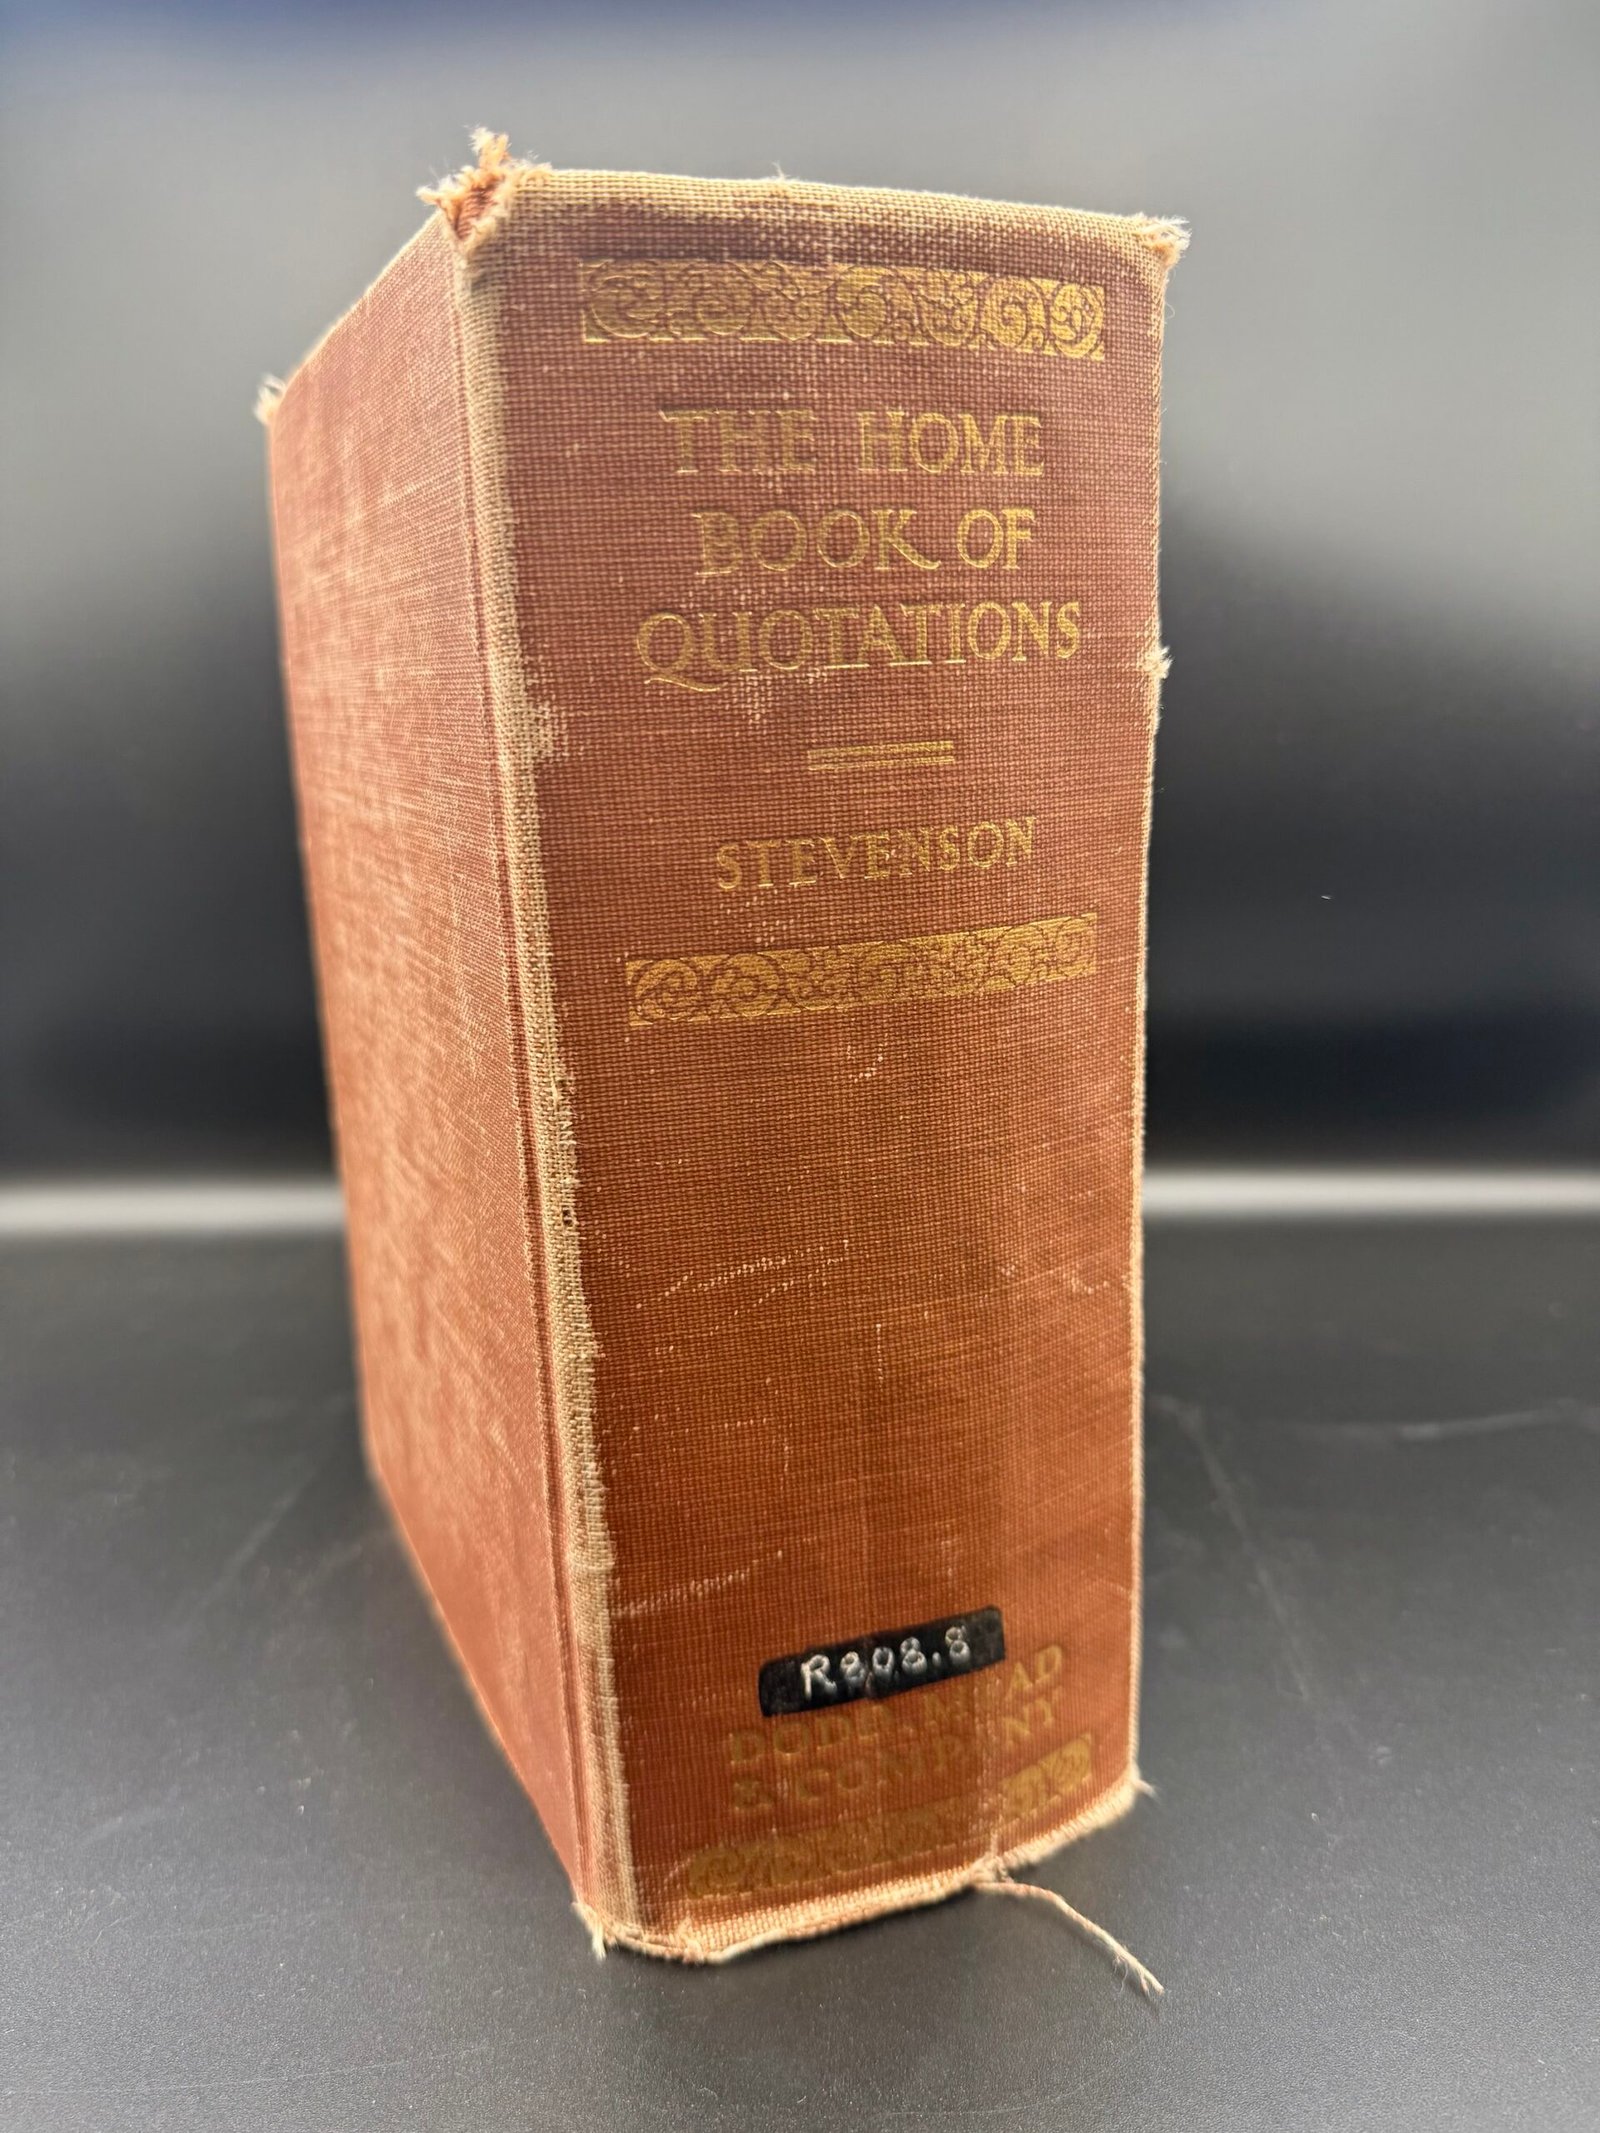 THE HOME
BOOK OF
QUOTATIONS
STEVENSON
R808.8
DODD, MEAD
& COMPANY